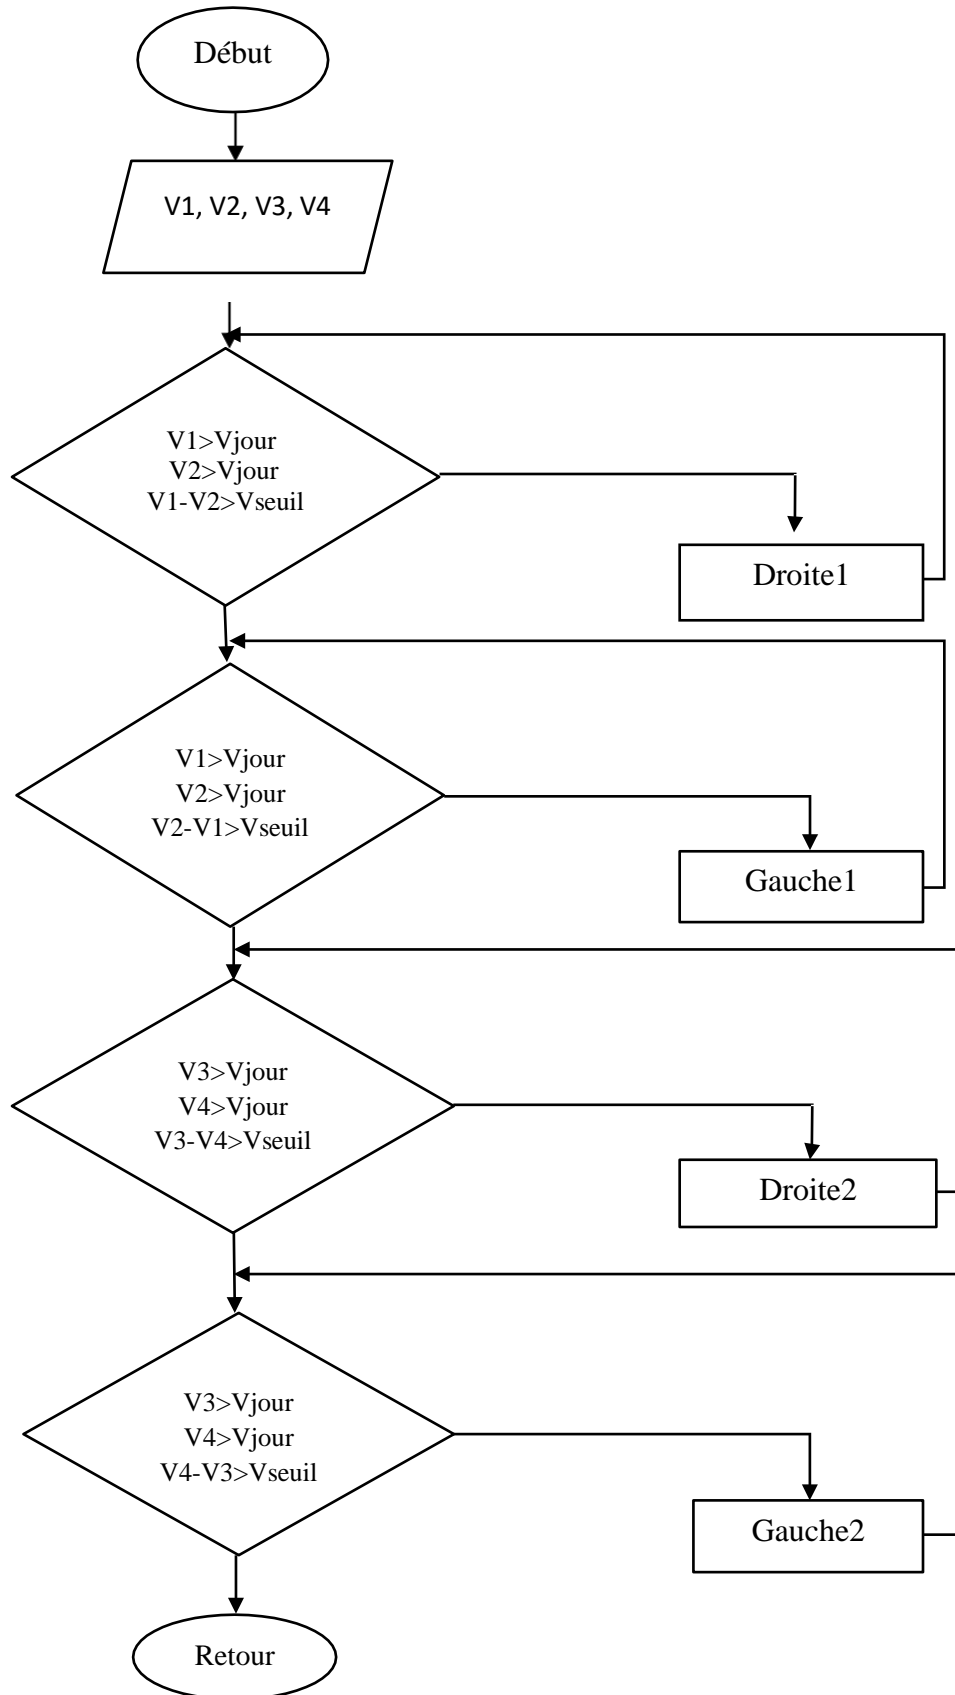 Début
V1, V2, V3, V4
V1>Vjour
V2>Vjour
V1-V2>Vseuil
Droite1
V1>Vjour
V2>Vjour
V2-V1>Vseuil
Gauche1
V3>Vjour
V4>Vjour
V3-V4>Vseuil
Droite2
V3>Vjour
V4>Vjour
V4-V3>Vseuil
Gauche2
Retour